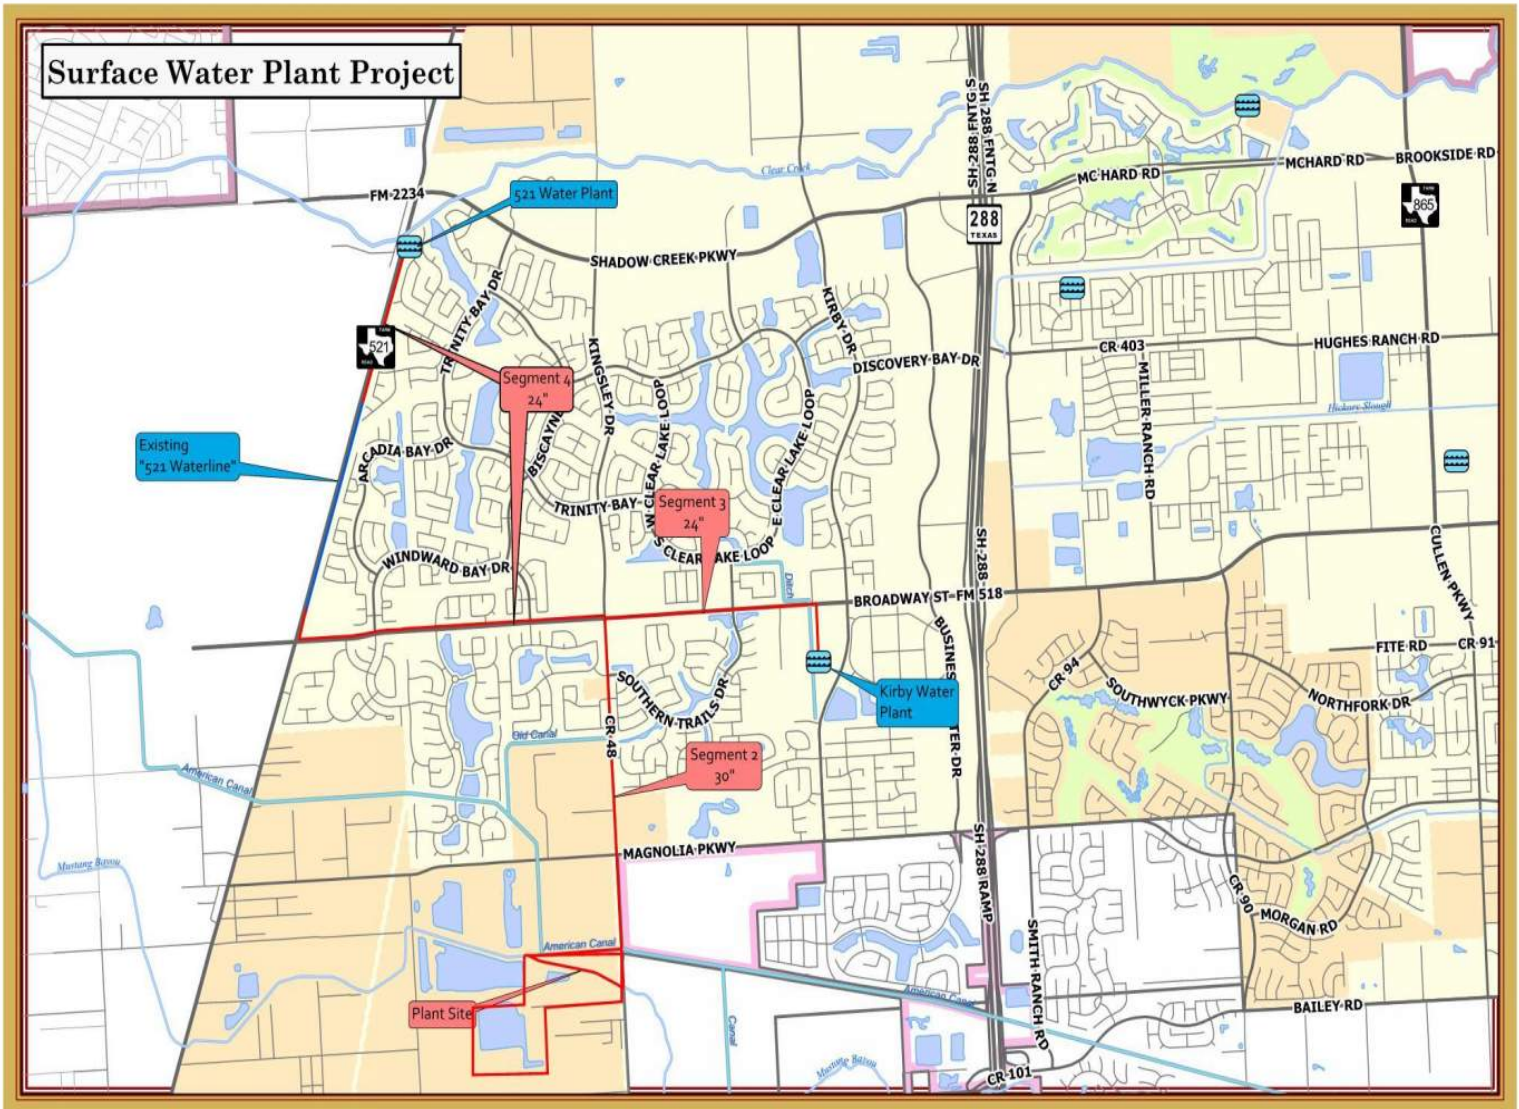 Surface Water Plant Project
FM 2234
521 Water Plant
Clear Creek
SH 288 FNTG S
SH 288 FNTG N
MC HARD RD
MCHARD RD
BROOKSIDE RD
288
TEXAS
FARM
865
ROAD
SHADOW CREEK PKWY
TRINITY BAY DR
KINGSLEY DR
KIRBY DR
DISCOVERY BAY DR
FARM
521
ROAD
Segment 4
24"
CR 403
HUGHES RANCH RD
MILLER RANCH RD
Hickory Slough
Existing
"521 Waterline"
ARCADIA BAY DR
BISCAYNE
W CLEAR LAKE LOOP
E CLEAR LAKE LOOP
TRINITY BAY
Segment 3
24"
S CLEAR LAKE LOOP
WINDWARD BAY DR
Ditch
SH 288
CULLEN PKWY
BROADWAY ST FM 518
FITE RD
CR 91
CR 94
SOUTHWYCK PKWY
NORTHFORK DR
SOUTHERN TRAILS DR
Kirby Water
Plant
CR 48
Old Canal
Segment 2
30"
American Canal
Mustang Bayou
MAGNOLIA PKWY
SH 288 RAMP
CR 90
MORGAN RD
SMITH RANCH RD
American Canal
Plant Site
American Canal
Canal
BAILEY RD
Mustang Bayou
CR 101